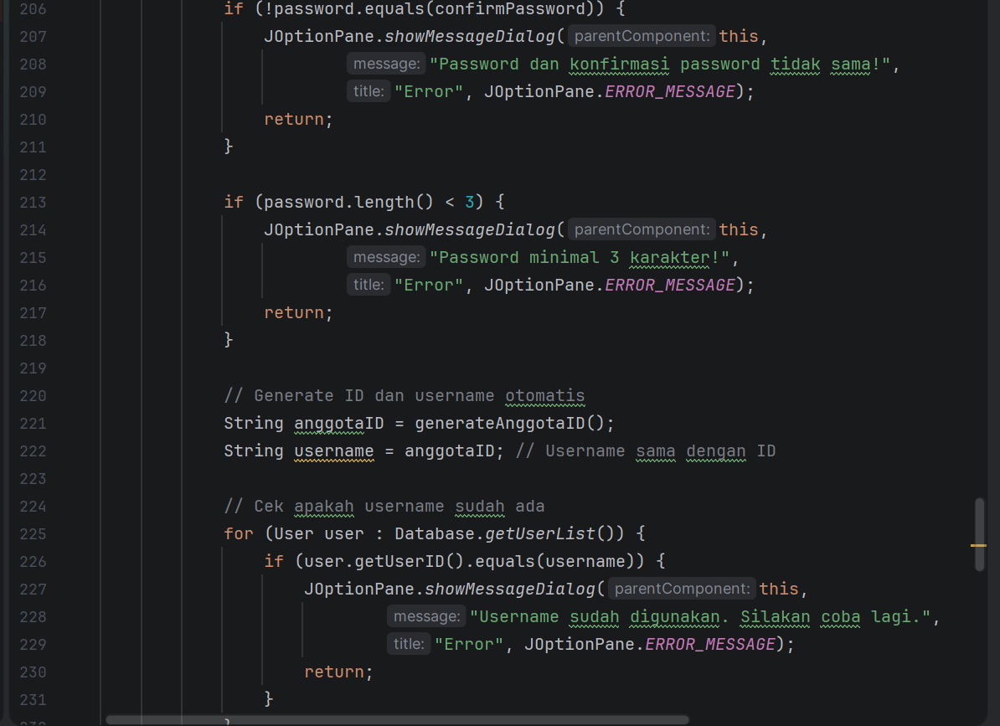 206 if (!password.equals(confirmPassword)) {
207 JOptionPane.showMessageDialog( parentComponent: this,
208 message: "Password dan konfirmasi password tidak sama!",
209 title: "Error", JOptionPane.ERROR_MESSAGE);
210 return;
211 }
212
213 if (password.length() < 3) {
214 JOptionPane.showMessageDialog( parentComponent: this,
215 message: "Password minimal 3 karakter!",
216 title: "Error", JOptionPane.ERROR_MESSAGE);
217 return;
218 }
219
220 // Generate ID dan username otomatis
221 String anggotaID = generateAnggotaID();
222 String username = anggotaID; // Username sama dengan ID
223
224 // Cek apakah username sudah ada
225 for (User user : Database.getUserList()) {
226 if (user.getUserID().equals(username)) {
227 JOptionPane.showMessageDialog( parentComponent: this,
228 message: "Username sudah digunakan. Silakan coba lagi.",
229 title: "Error", JOptionPane.ERROR_MESSAGE);
230 return;
231 }